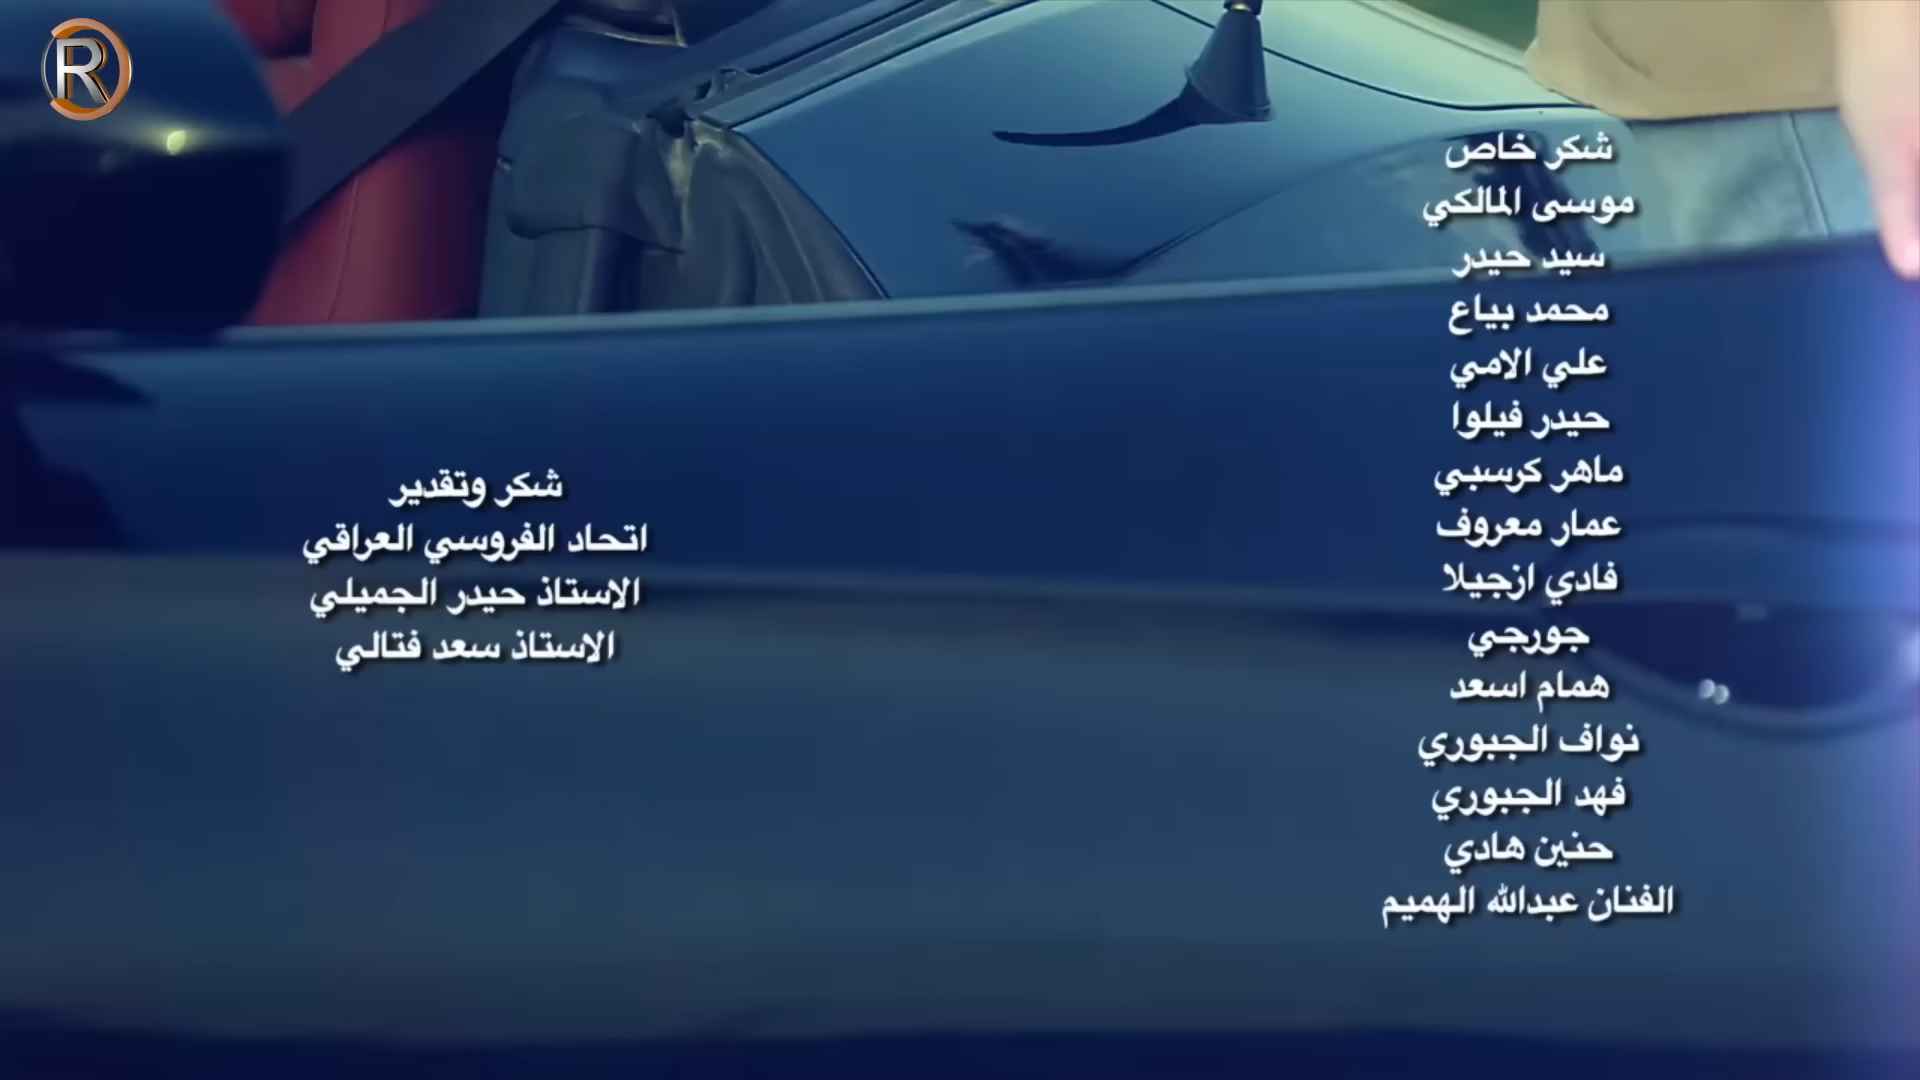 R
شكر خاص
موسى المالكي
سيد حيدر
محمد بياع
علي الامي
حيدر فيلوا
ماهر كرسبي
عمار معروف
فادي ازجيلا
جورجي
همام اسعد
نواف الجبوري
فهد الجبوري
حنين هادي
الفنان عبدالله الهميم
شكر وتقدير
اتحاد الفروسي العراقي
الاستاذ حيدر الجميلي
الاستاذ سعد فتالي